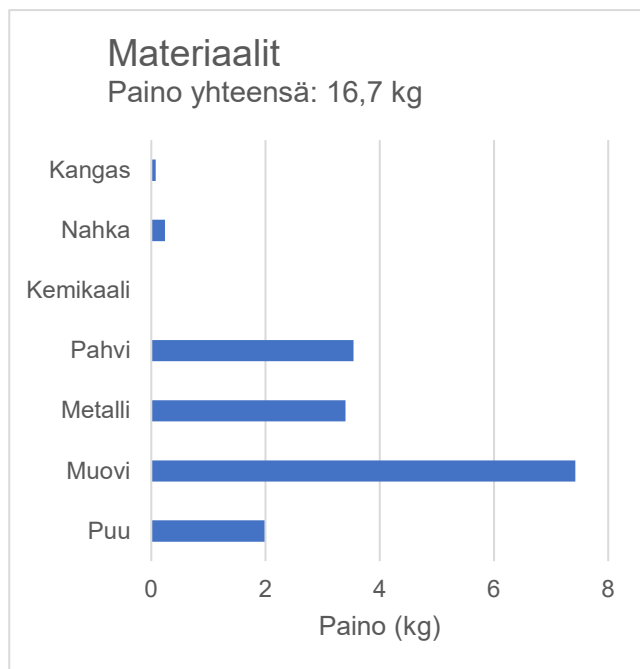 Materiaalit
Paino yhteensä: 16,7 kg
Kangas
Nahka
Kemikaali
Pahvi
Metalli
Muovi
Puu
0 2 4 6 8
Paino (kg)